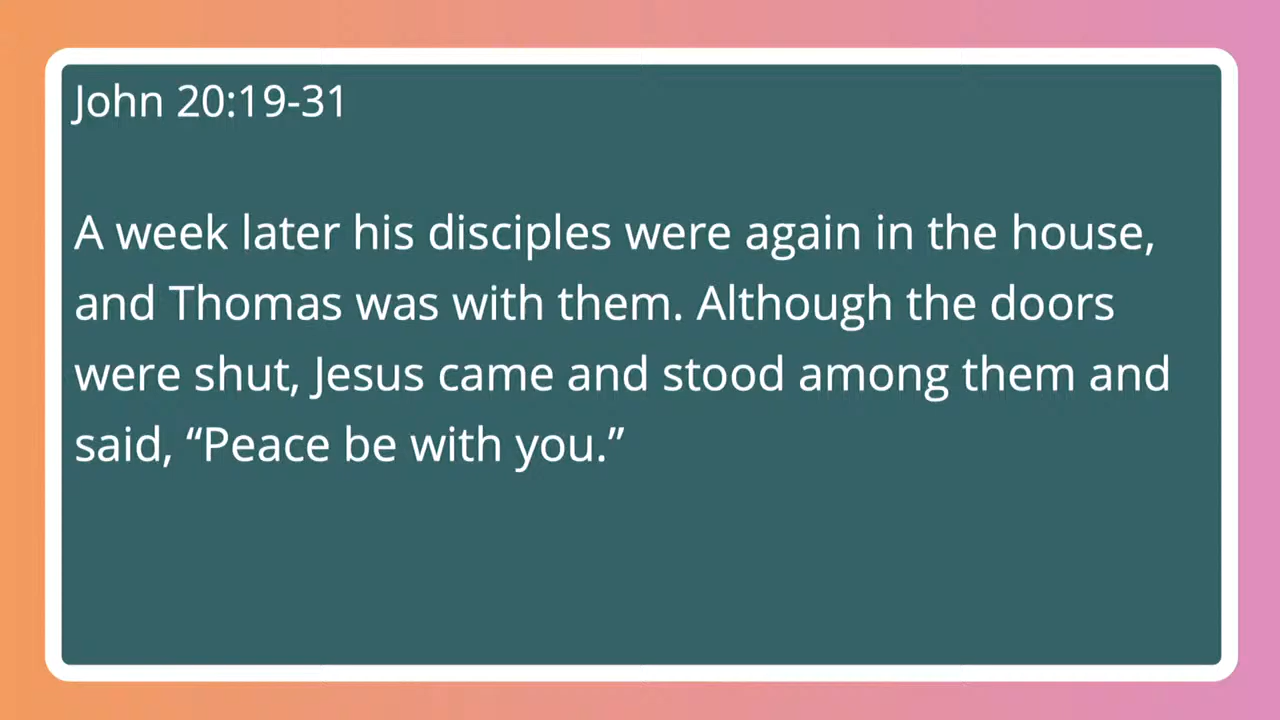 John 20:19-31
A week later his disciples were again in the house,
and Thomas was with them. Although the doors
were shut, Jesus came and stood among them and
said, “Peace be with you.”